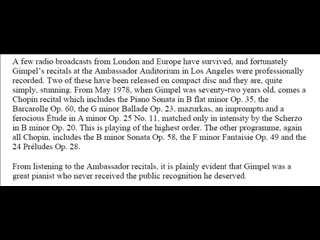 A few radio broadcasts from London and Europe have survived, and fortunately
Gimpel's recitals at the Ambassador Auditorium in Los Angeles were professionally
recorded. Two of these have been released on compact disc and they are, quite
simply, stunning. From May 1978, when Gimpel was seventy-two years old, comes a
Chopin recital which includes the Piano Sonata in B flat minor Op. 35, the
Barcarolle Op. 60, the G minor Ballade Op. 23, mazurkas, an impromptu and a
ferocious Étude in A minor Op. 25 No. 11, matched only in intensity by the Scherzo
in B minor Op. 20. This is playing of the highest order. The other programme, again
all Chopin, includes the B minor Sonata Op. 58, the F minor Fantaisie Op. 49 and the
24 Préludes Op. 28.
From listening to the Ambassador recitals, it is plainly evident that Gimpel was a
great pianist who never received the public recognition he deserved.